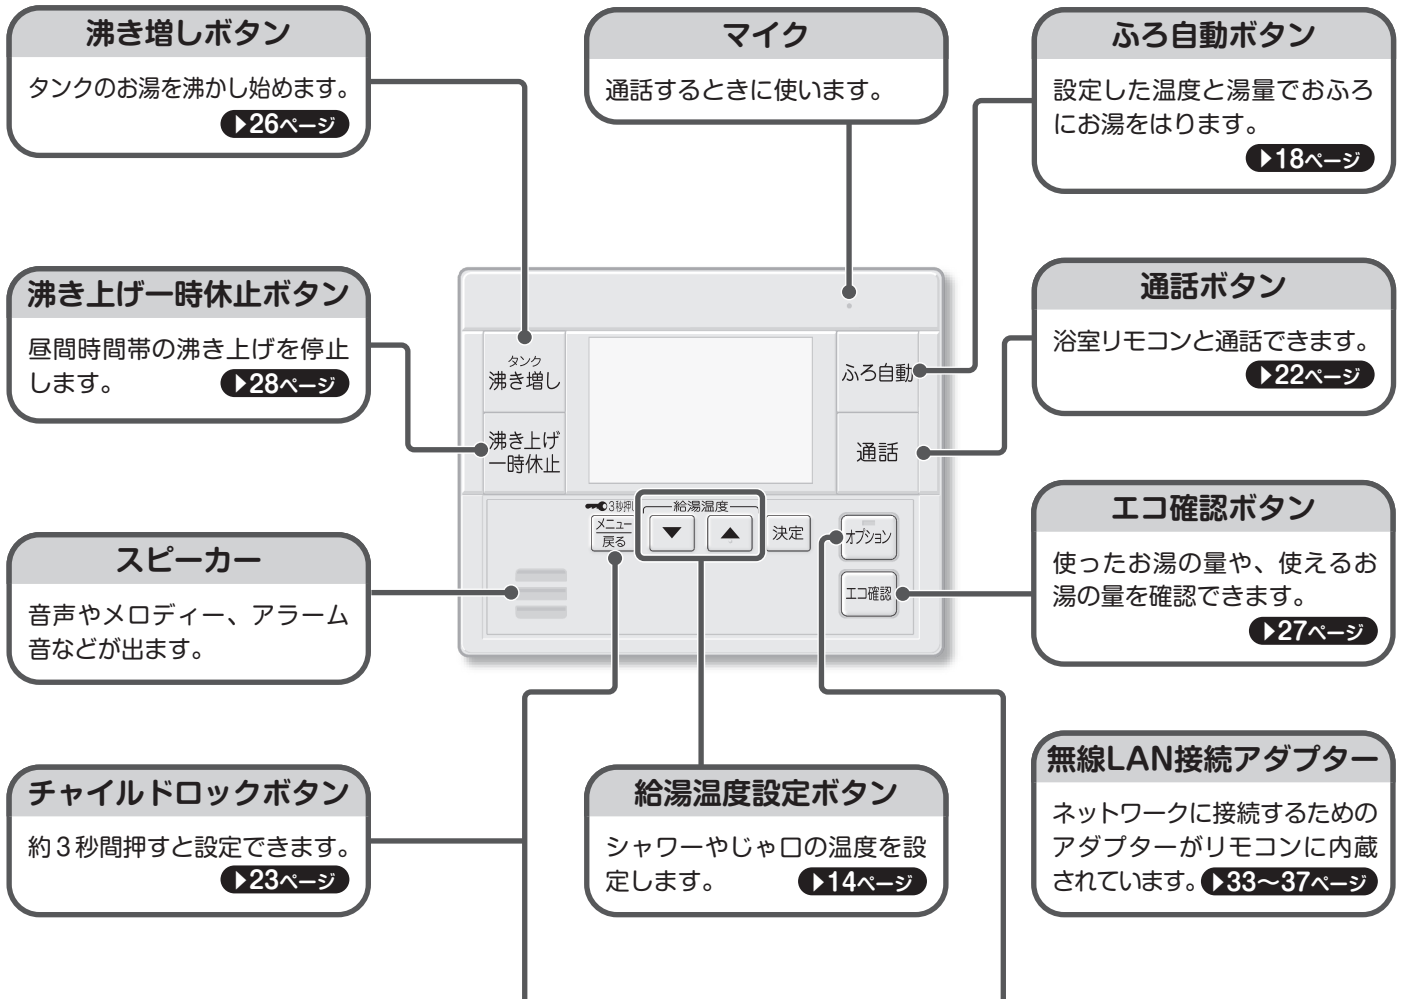 沸き増しボタン
タンクのお湯を沸かし始めます。
▶26ページ
マイク
通話するときに使います。
ふろ自動ボタン
設定した温度と湯量でおふろ
にお湯をはります。
▶18ページ
沸き上げ一時休止ボタン
昼間時間帯の沸き上げを停止
します。 ▶28ページ
通話ボタン
浴室リモコンと通話できます。
▶22ページ
タンク
沸き増し
沸き上げ
一時休止
ふろ自動
通話
3秒押し
メニュー
戻る
給湯温度
▼ ▲
決定
オプション
エコ確認
スピーカー
音声やメロディー、アラーム
音などが出ます。
エコ確認ボタン
使ったお湯の量や、使えるお
湯の量を確認できます。
▶27ページ
チャイルドロックボタン
約3秒間押すと設定できます。
▶23ページ
給湯温度設定ボタン
シャワーやじゃ口の温度を設
定します。 ▶14ページ
無線LAN接続アダプター
ネットワークに接続するための
アダプターがリモコンに内蔵
されています。 ▶33～37ページ